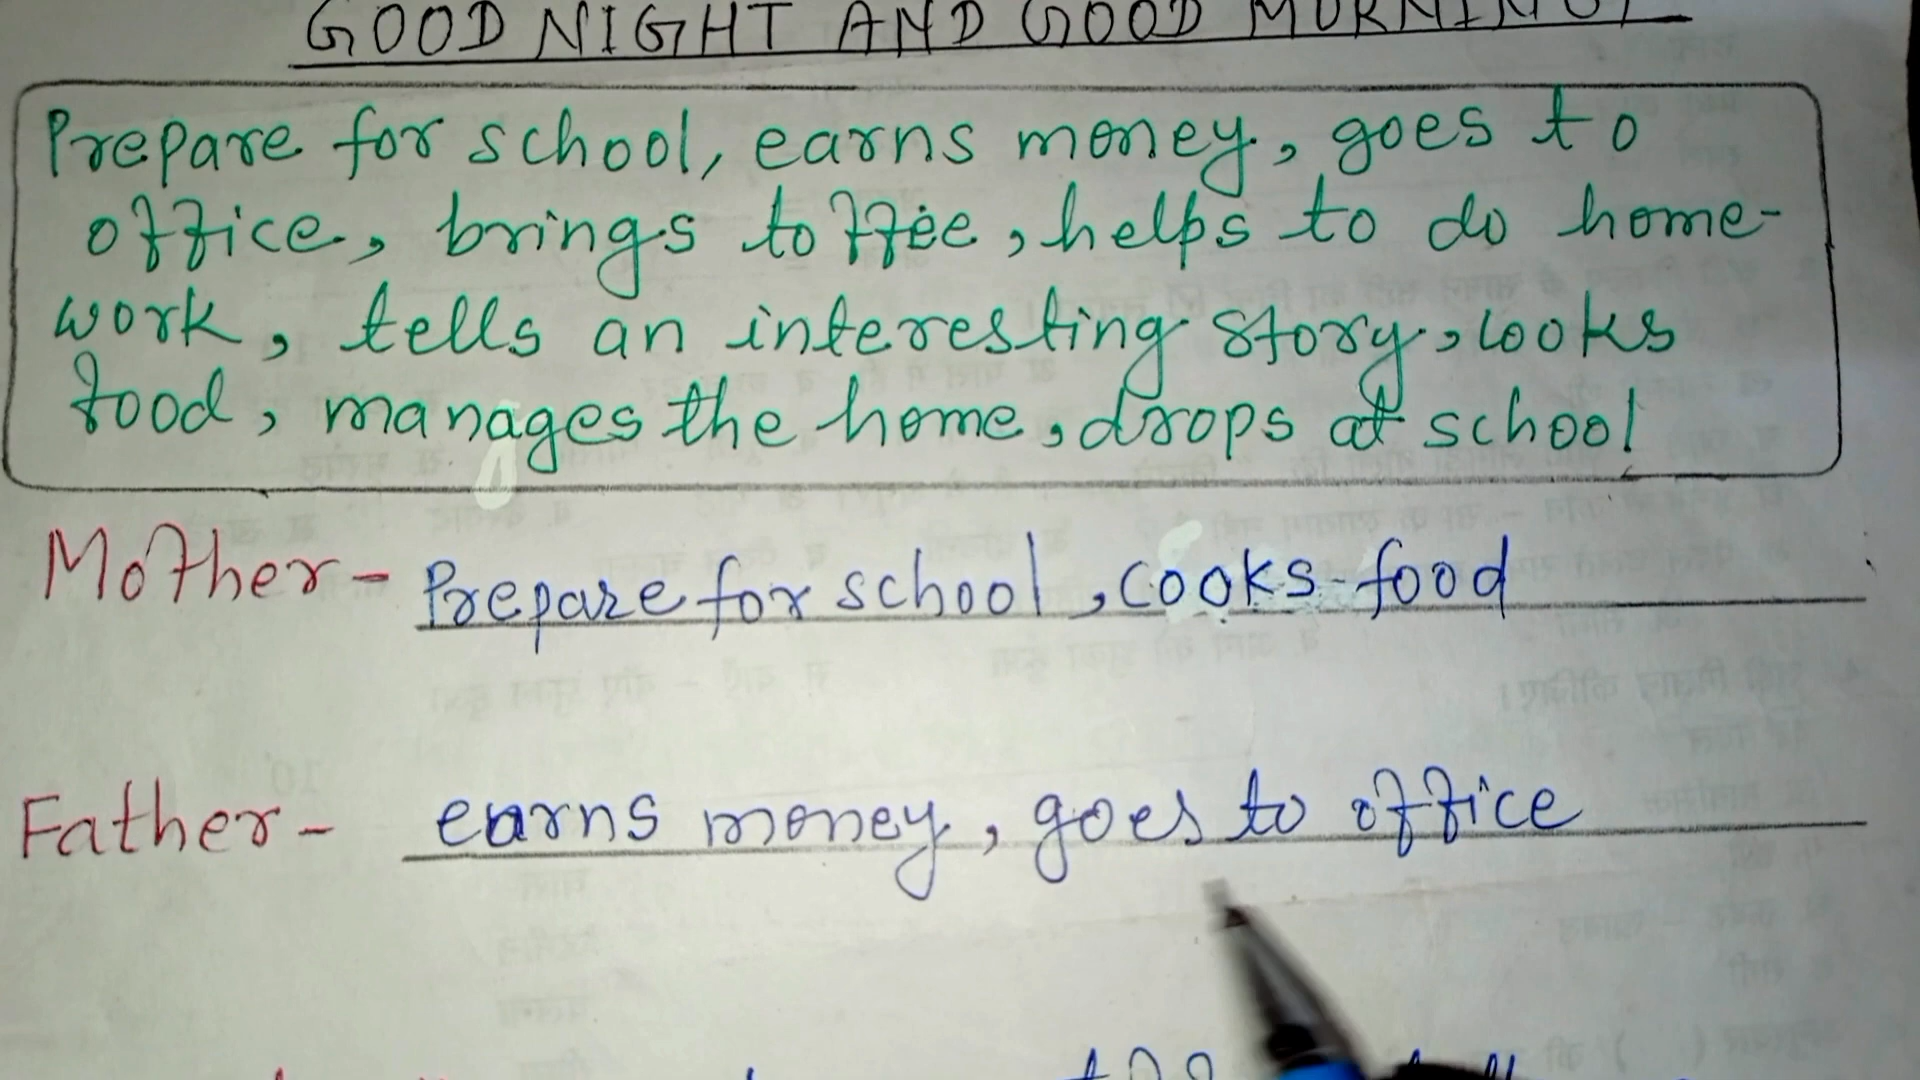 GOOD NIGHT AND GOOD MORNING!
Prepare for school, earns money, goes to
office, brings toffee, helps to do home-
work, tells an interesting story, cooks
food, manages the home, drops at school
Mother- Prepare for school, cooks food
Father- earns money, goes to office